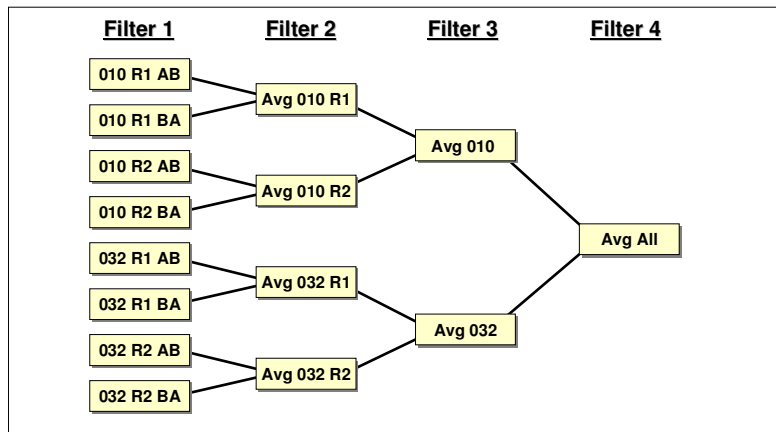 Filter 1
Filter 2
Filter 3
Filter 4
010 R1 AB
010 R1 BA
010 R2 AB
010 R2 BA
032 R1 AB
032 R1 BA
032 R2 AB
032 R2 BA
Avg 010 R1
Avg 010 R2
Avg 032 R1
Avg 032 R2
Avg 010
Avg 032
Avg All